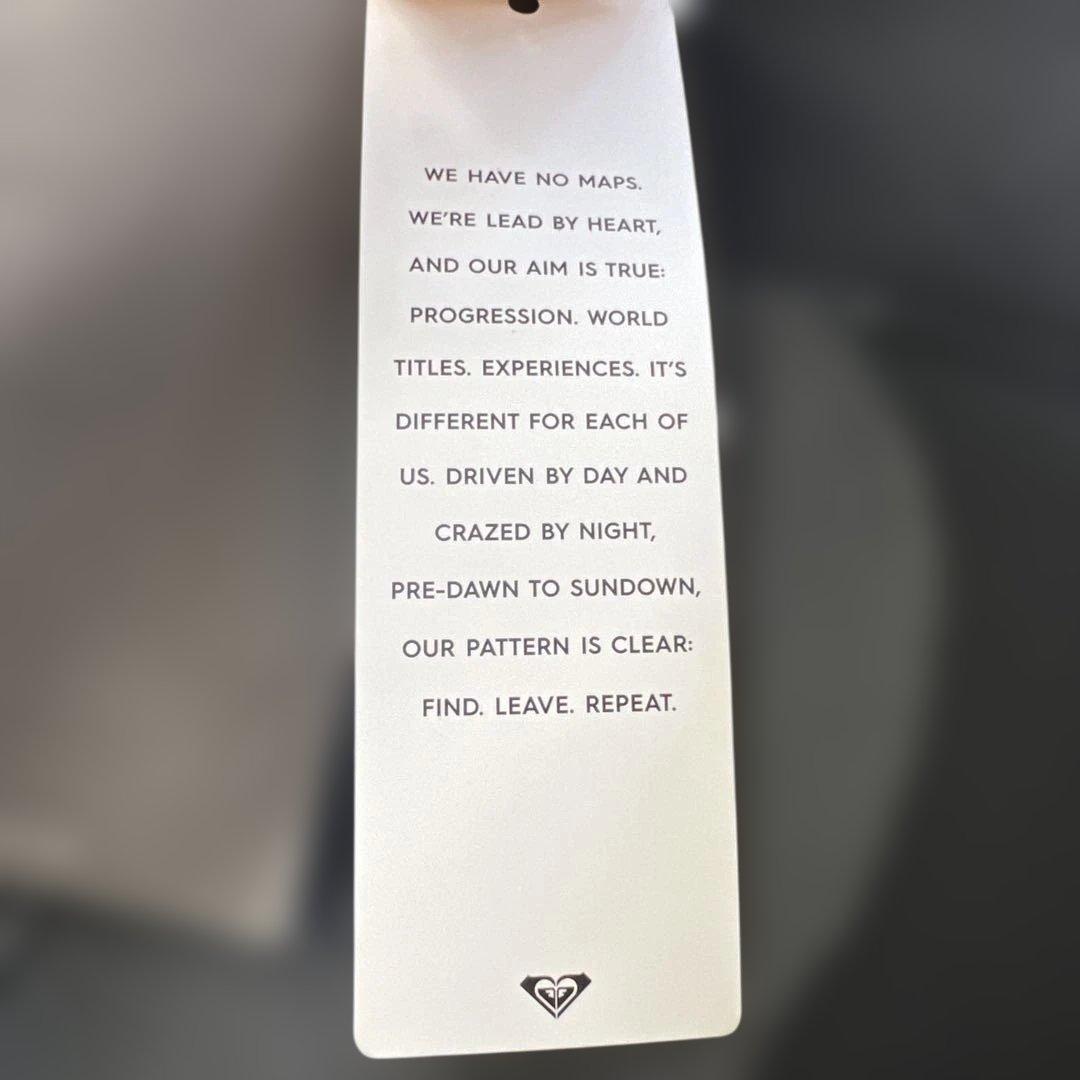 WE HAVE NO MAPS.
WE'RE LEAD BY HEART,
AND OUR AIM IS TRUE:
PROGRESSION. WORLD
TITLES. EXPERIENCES. IT'S
DIFFERENT FOR EACH OF
US. DRIVEN BY DAY AND
CRAZED BY NIGHT,
PRE-DAWN TO SUNDOWN,
OUR PATTERN IS CLEAR:
FIND. LEAVE. REPEAT.